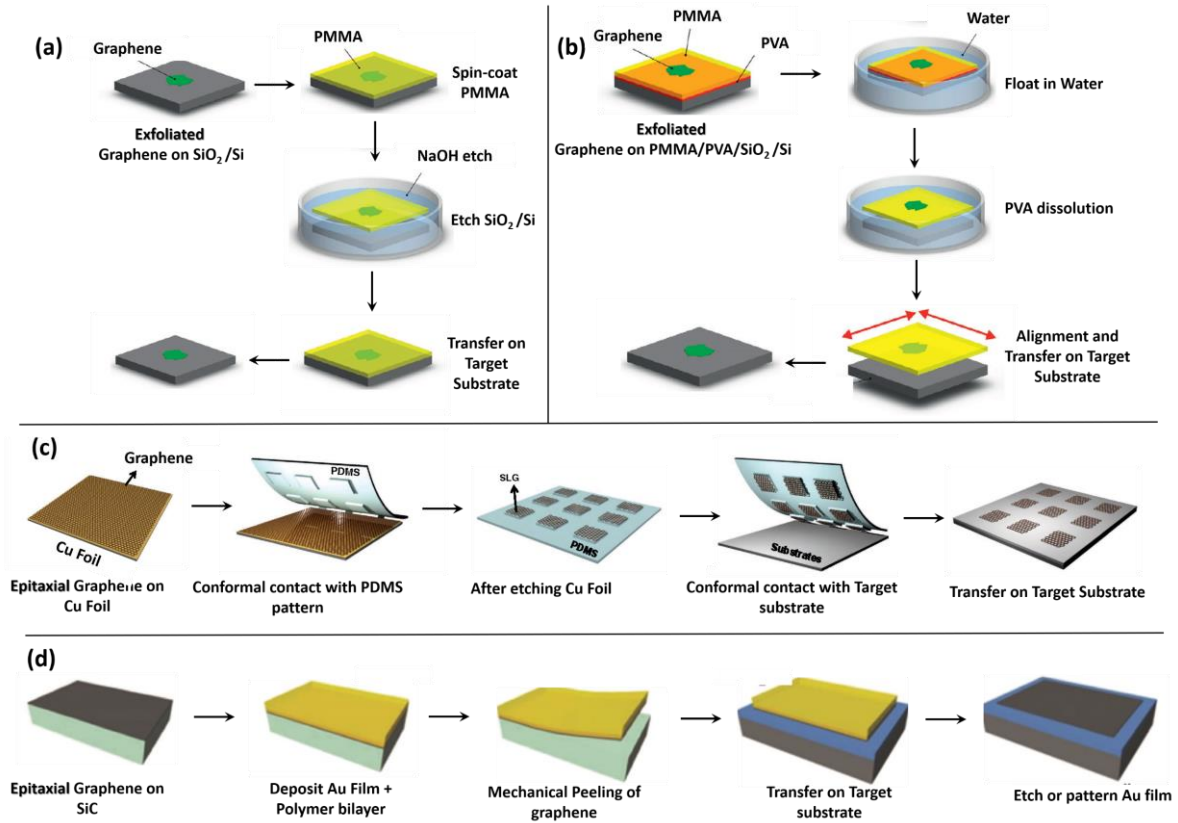 (a)
Graphene
PMMA
Spin-coat
PMMA
Exfoliated
Graphene on SiO₂/Si
NaOH etch
Etch SiO₂/Si
Transfer on
Target
Substrate
(b)
PMMA
Graphene
PVA
Water
Float in Water
Exfoliated
Graphene on PMMA/PVA/SiO₂/Si
PVA dissolution
Alignment and
Transfer on Target
Substrate
(c)
Graphene
Cu Foil
Epitaxial Graphene on
Cu Foil
PDMS
Conformal contact with PDMS
pattern
SLG
PDMS
After etching Cu Foil
Substrates
Conformal contact with Target
substrate
Transfer on Target Substrate
(d)
Epitaxial Graphene on
SiC
Deposit Au Film +
Polymer bilayer
Mechanical Peeling of
graphene
Transfer on Target
substrate
Etch or pattern Au film